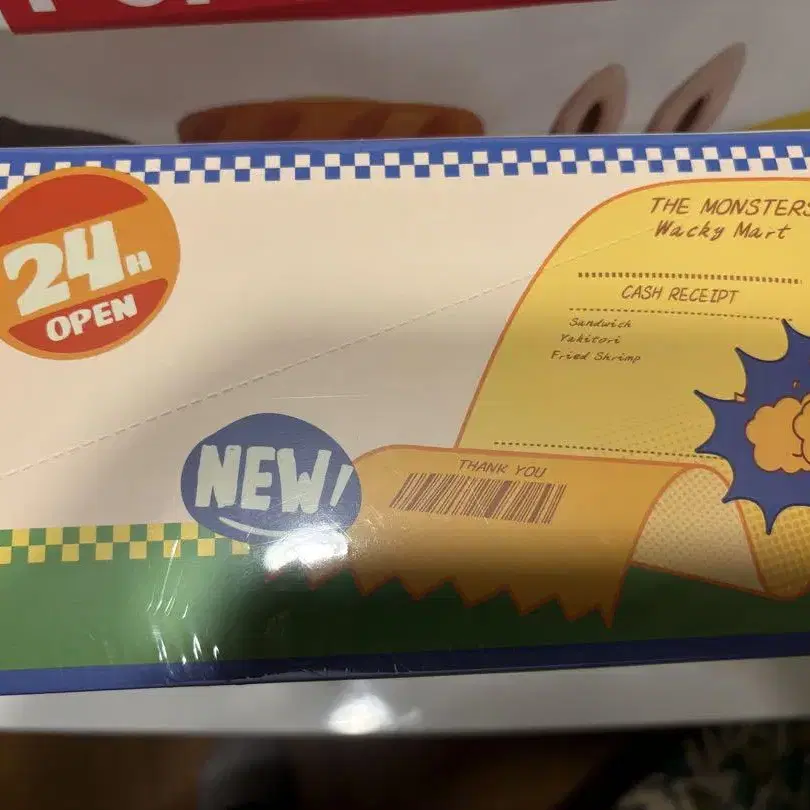 24H
OPEN
THE MONSTERS
Wacky Mart
CASH RECEIPT
Sandwich
Yakitori
Fried Shrimp
NEW!
THANK YOU